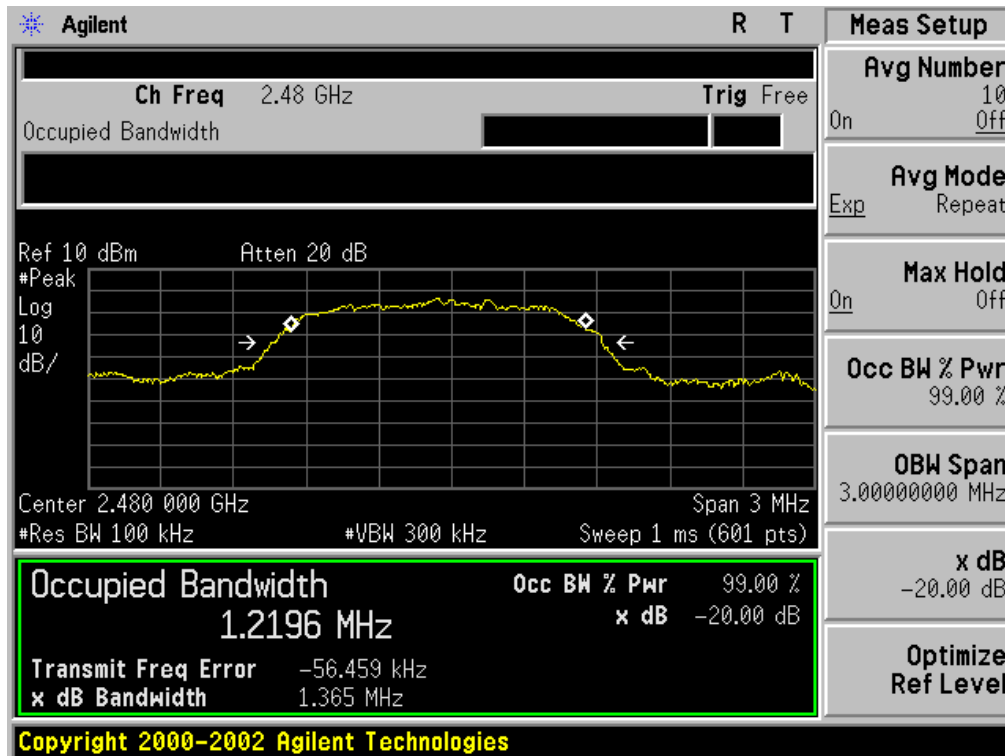 Agilent R T
Ch Freq 2.48 GHz Trig Free
Occupied Bandwidth
Ref 10 dBm Atten 20 dB
#Peak
Log
10
dB/
Center 2.480 000 GHz Span 3 MHz
#Res BW 100 kHz #VBW 300 kHz Sweep 1 ms (601 pts)
Occupied Bandwidth Occ BW % Pwr 99.00 %
1.2196 MHz x dB -20.00 dB
Transmit Freq Error -56.459 kHz
x dB Bandwidth 1.365 MHz
Copyright 2000-2002 Agilent Technologies
Meas Setup
Avg Number
10
On Off
Avg Mode
Exp Repeat
Max Hold
On Off
Occ BW % Pwr
99.00 %
OBW Span
3.00000000 MHz
x dB
-20.00 dB
Optimize
Ref Level